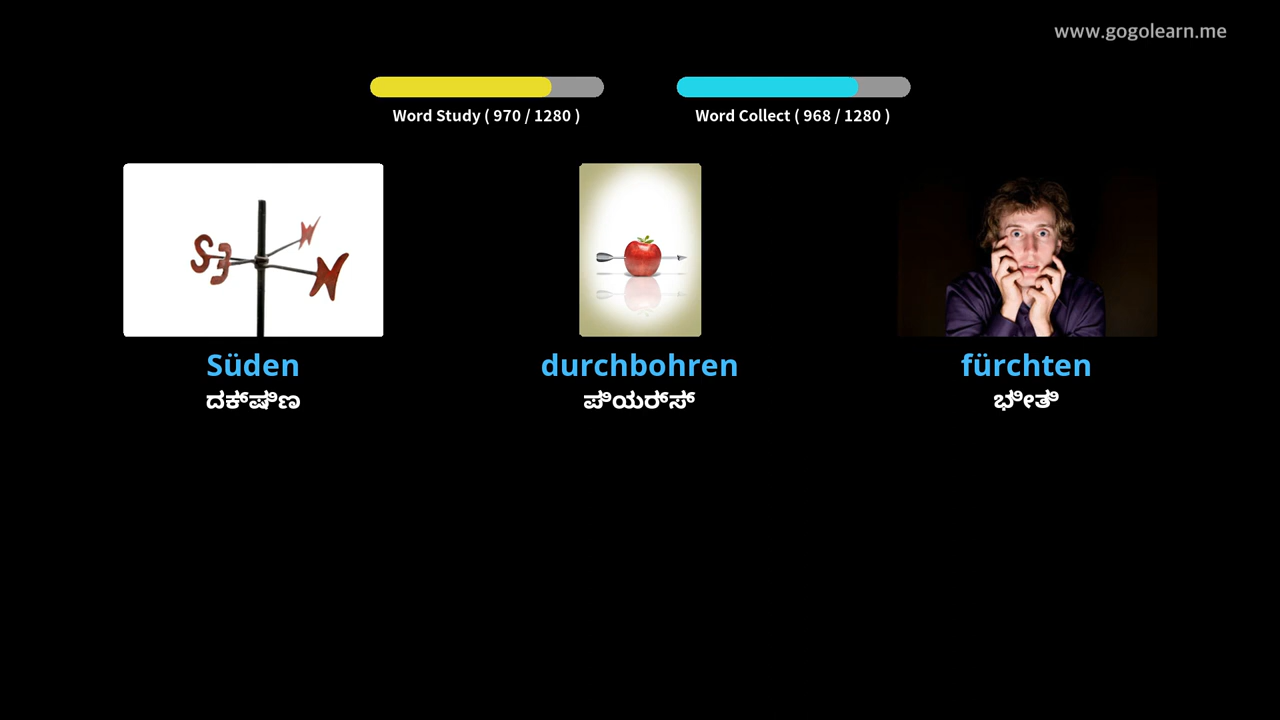 www.gogolearn.me
Word Study ( 970 / 1280 )
Word Collect ( 968 / 1280 )
S E N W
Süden
durchbohren
fürchten
ದಕ್ಷಿಣ
ಪಿಯರ್ಸ್
ಭೀತಿ